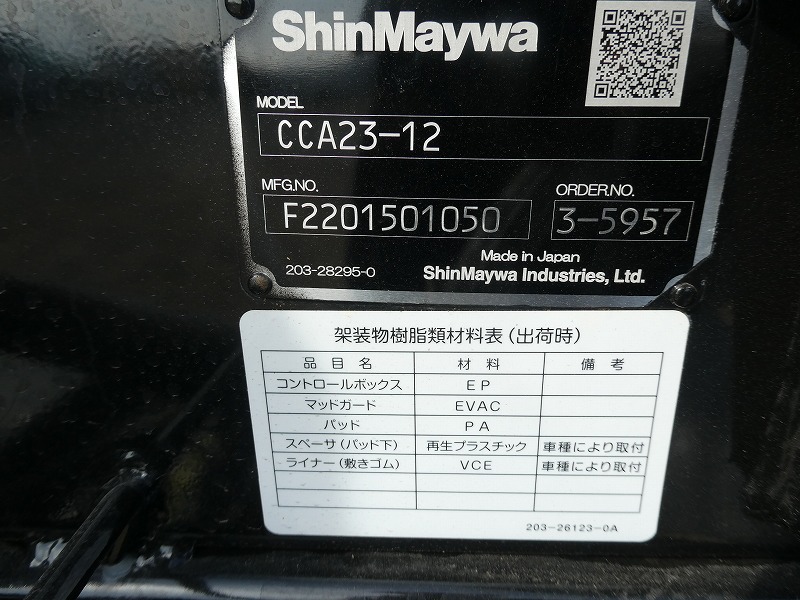 ShinMaywa
MODEL
CCA23-12
MFG.NO. ORDER.NO.
F2201501050 3-5957
Made in Japan
203-28295-0 ShinMaywa Industries, Ltd.
架装物樹脂類材料表(出荷時)
品目名 材料 備考
コントロールボックス EP
マッドガード EVAC
パッド PA
スペーサ(パッド下) 再生プラスチック 車種により取付
ライナー(敷きゴム) VCE 車種により取付
203-26123-0A